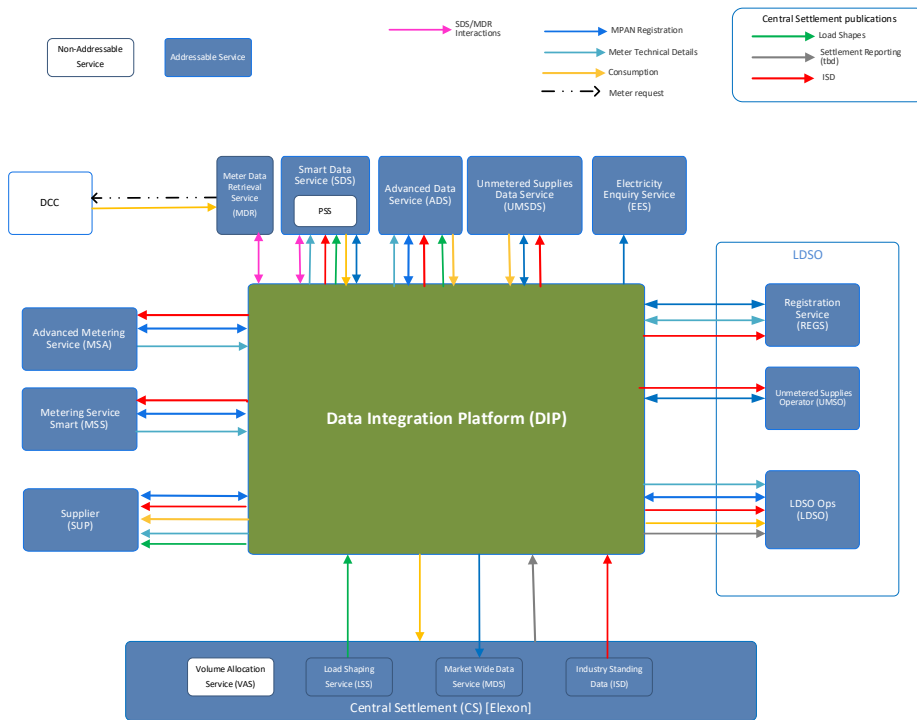 SDS/MDR
Interactions
MPAN Registration
Meter Technical Details
Consumption
Meter request
Central Settlement publications
Load Shapes
Settlement Reporting
(tbd)
ISD
Non-Addressable
Service
Addressable Service
DCC
Meter Data
Retrieval
Service
(MDR)
Smart Data
Service (SDS)
PSS
Advanced Data
Service (ADS)
Unmetered Supplies
Data Service
(UMSDS)
Electricity
Enquiry Service
(EES)
LDSO
Advanced Metering
Service (MSA)
Registration
Service
(REGS)
Metering Service
Smart (MSS)
Data Integration Platform (DIP)
Unmetered Supplies
Operator (UMSO)
Supplier
(SUP)
LDSO Ops
(LDSO)
Volume Allocation
Service (VAS)
Load Shaping
Service (LSS)
Market Wide Data
Service (MDS)
Industry Standing
Data (ISD)
Central Settlement (CS) [Elexon]